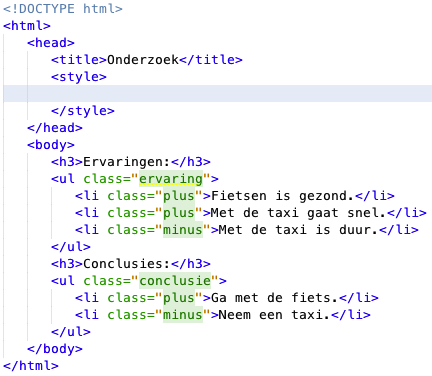 <!DOCTYPE html>
<html>
<head>
<title>Onderzoek</title>
<style>
</style>
</head>
<body>
<h3>Ervaringen:</h3>
<ul class="ervaring">
<li class="plus">Fietsen is gezond.</li>
<li class="plus">Met de taxi gaat snel.</li>
<li class="minus">Met de taxi is duur.</li>
</ul>
<h3>Conclusies:</h3>
<ul class="conclusie">
<li class="plus">Ga met de fiets.</li>
<li class="minus">Neem een taxi.</li>
</ul>
</body>
</html>